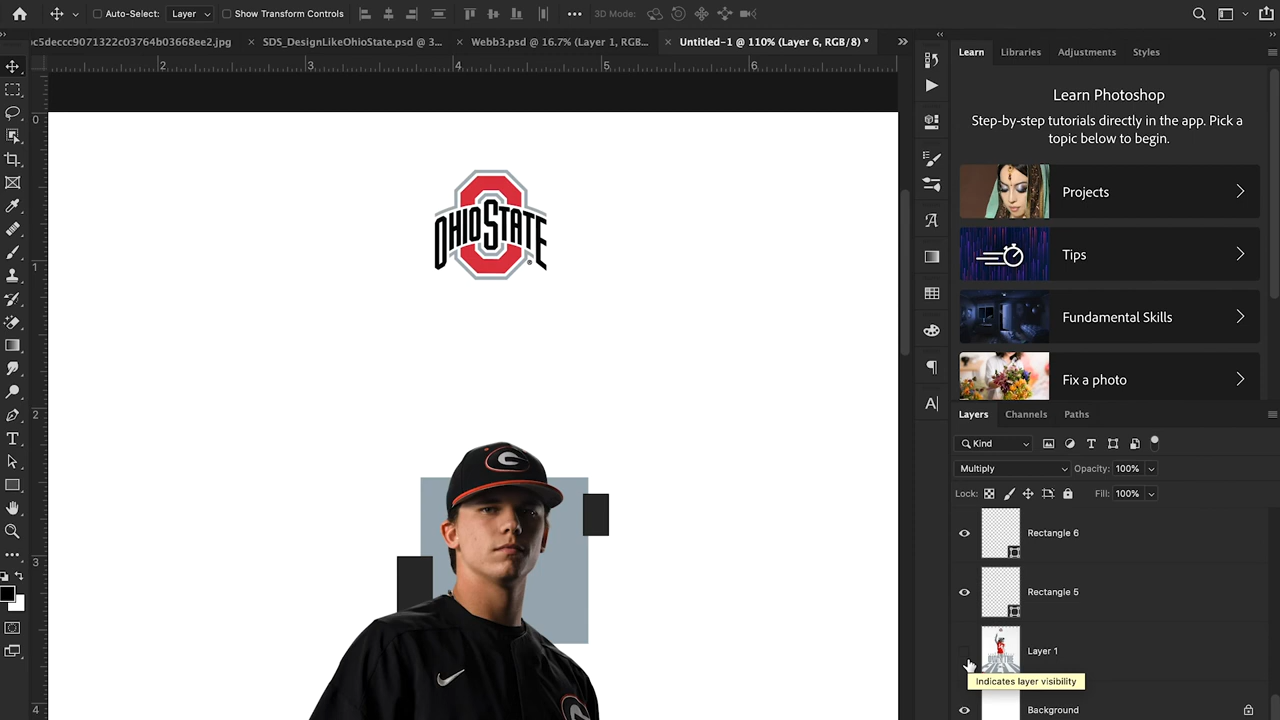 Auto-Select:
Layer
Show Transform Controls
3D Mode:
c5deccc9071322c03764b03668ee2.jpg
SDS_DesignLikeOhioState.psd @ 3...
Webb3.psd @ 16.7% (Layer 1, RGB...
Untitled-1 @ 110% (Layer 6, RGB/8) *
2 3 4 5 6
0
1
2
3
4
OHIO STATE
®
G
Learn
Libraries
Adjustments
Styles
Learn Photoshop
Step-by-step tutorials directly in the app. Pick a
topic below to begin.
Projects
Tips
Fundamental Skills
Fix a photo
Layers
Channels
Paths
Kind
Multiply
Opacity: 100%
Lock:
Fill: 100%
Rectangle 6
Rectangle 5
Layer 1
Indicates layer visibility
Background